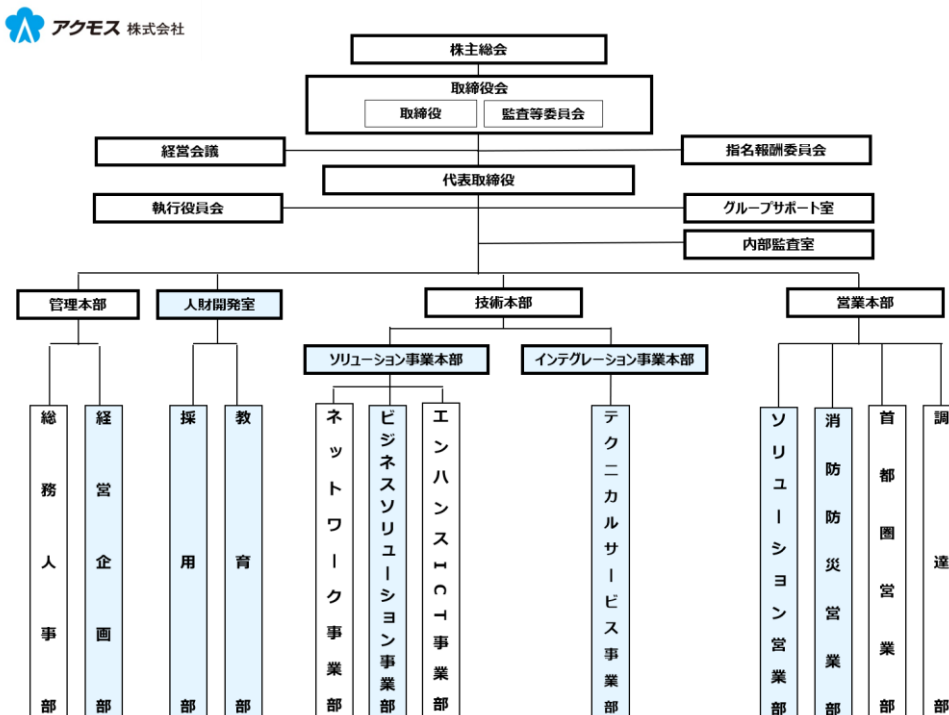 アクモス 株式会社
株主総会
取締役会
取締役
監査等委員会
経営会議
指名報酬委員会
代表取締役
執行役員会
グループサポート室
内部監査室
管理本部
人財開発室
技術本部
営業本部
ソリューション事業本部
インテグレーション事業本部
総務人事部
経営企画部
採用部
教育部
ネットワーク事業部
ビジネスソリューション事業部
エンハンスICT事業部
テクニカルサービス事業部
ソリューション営業部
消防防災営業部
首都圏営業部
調達部